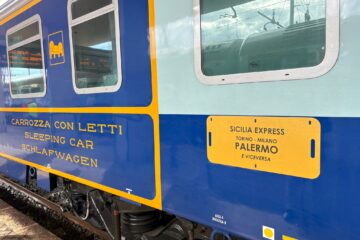 CARROZZA CON LETTI
SLEEPING CAR
SCHLAFWAGEN
SICILIA EXPRESS
TORINO - MILANO
PALERMO
E VICEVERSA